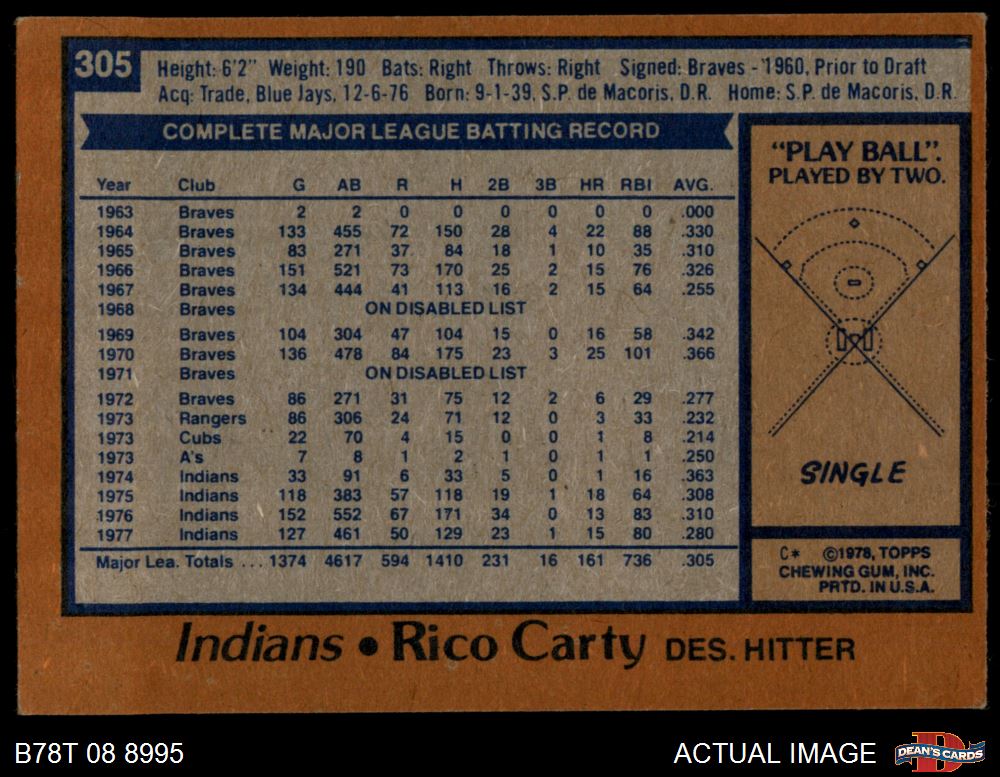 305
Height: 6'2" Weight: 190 Bats: Right Throws: Right Signed: Braves - 1960, Prior to Draft
Acq: Trade, Blue Jays, 12-6-76 Born: 9-1-39, S.P. de Macoris, D.R. Home: S.P. de Macoris, D.R.
COMPLETE MAJOR LEAGUE BATTING RECORD
Year Club G AB R H 2B 3B HR RBI AVG.
1963 Braves 2 2 0 0 0 0 0 0 .000
1964 Braves 133 455 72 150 28 4 22 88 .330
1965 Braves 83 271 37 84 18 1 10 35 .310
1966 Braves 151 521 73 170 25 2 15 76 .326
1967 Braves 134 444 41 113 16 2 15 64 .255
1968 Braves ON DISABLED LIST
1969 Braves 104 304 47 104 15 0 16 58 .342
1970 Braves 136 478 84 175 23 3 25 101 .366
1971 Braves ON DISABLED LIST
1972 Braves 86 271 31 75 12 2 6 29 .277
1973 Rangers 86 306 24 71 12 0 3 33 .232
1973 Cubs 22 70 4 15 0 0 1 8 .214
1973 A's 7 8 1 2 1 0 1 1 .250
1974 Indians 33 91 6 33 5 0 1 16 .363
1975 Indians 118 383 57 118 19 1 18 64 .308
1976 Indians 152 552 67 171 34 0 13 83 .310
1977 Indians 127 461 50 129 23 1 15 80 .280
Major Lea. Totals ... 1374 4617 594 1410 231 16 161 736 .305
"PLAY BALL".
PLAYED BY TWO.
SINGLE
C* ©1978, TOPPS
CHEWING GUM, INC.
PRTD. IN U.S.A.
Indians • Rico Carty DES. HITTER
B78T 08 8995
ACTUAL IMAGE
DEAN'S CARDS